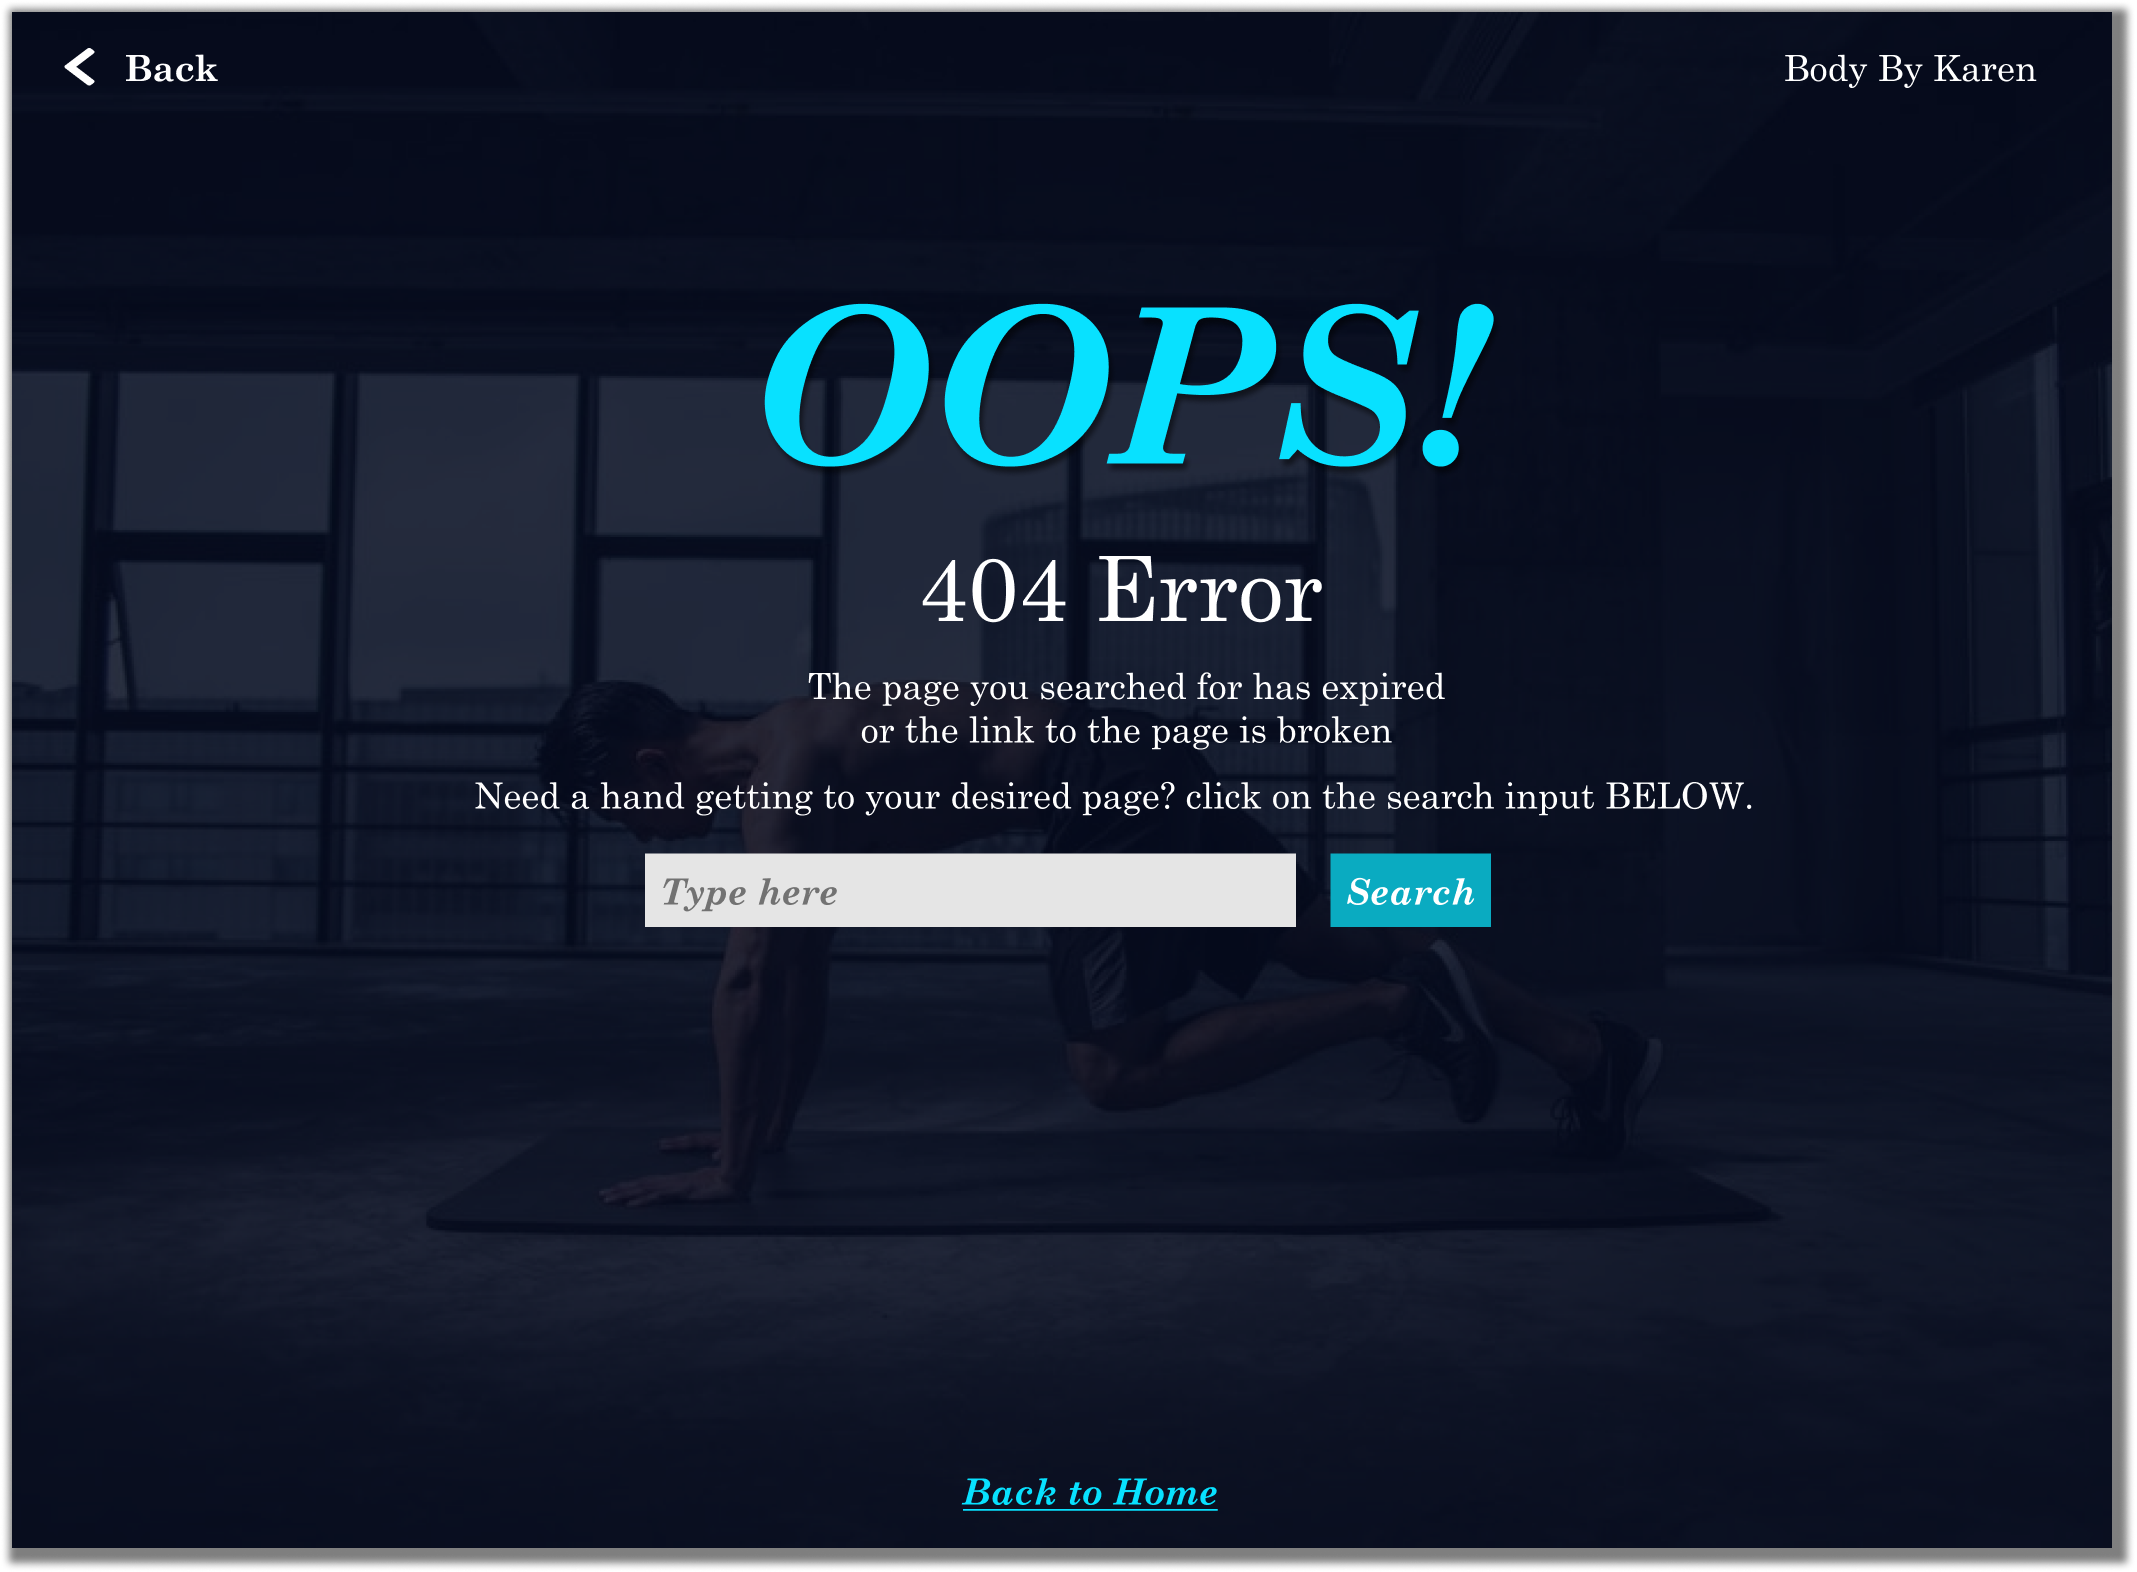 Back
Body By Karen
OOPS!
404 Error
The page you searched for has expired
or the link to the page is broken
Need a hand getting to your desired page? click on the search input BELOW.
Type here
Search
Back to Home